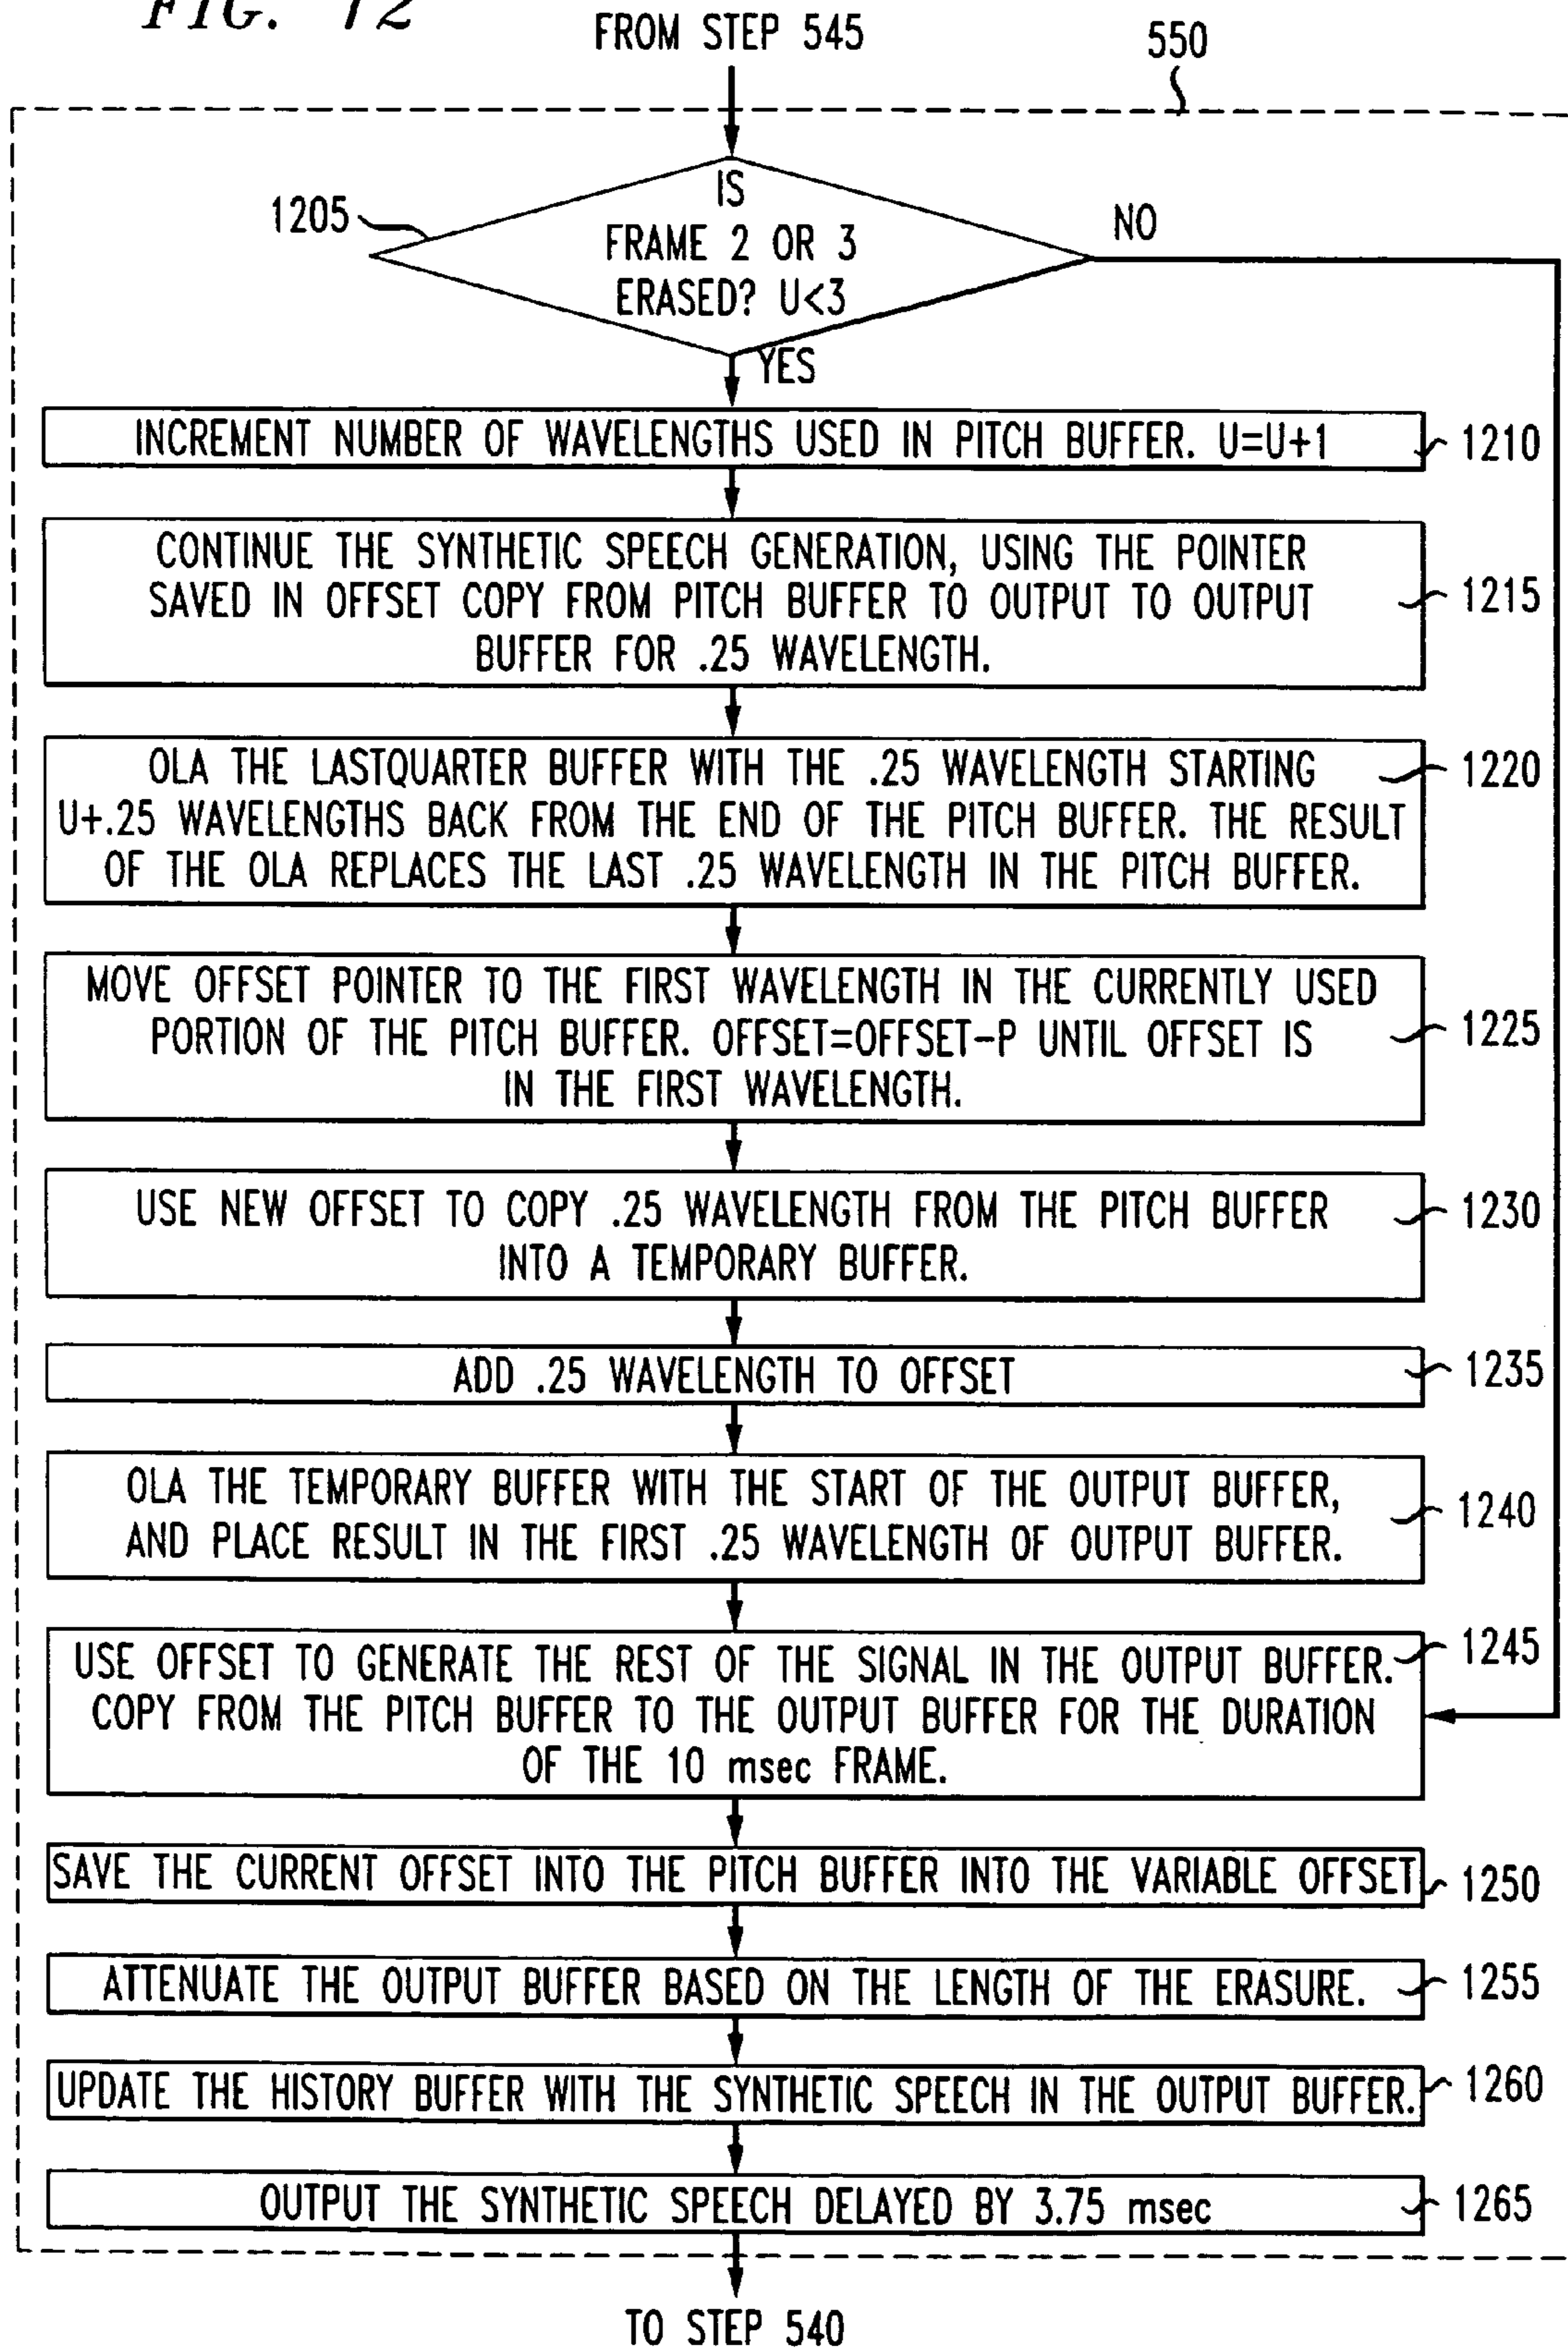 FIG. 12
FROM STEP 545
550
1205
IS
FRAME 2 OR 3
ERASED? U<3
NO
YES
INCREMENT NUMBER OF WAVELENGTHS USED IN PITCH BUFFER. U=U+1
1210
CONTINUE THE SYNTHETIC SPEECH GENERATION, USING THE POINTER
SAVED IN OFFSET COPY FROM PITCH BUFFER TO OUTPUT TO OUTPUT
BUFFER FOR .25 WAVELENGTH.
1215
OLA THE LASTQUARTER BUFFER WITH THE .25 WAVELENGTH STARTING
U+.25 WAVELENGTHS BACK FROM THE END OF THE PITCH BUFFER. THE RESULT
OF THE OLA REPLACES THE LAST .25 WAVELENGTH IN THE PITCH BUFFER.
1220
MOVE OFFSET POINTER TO THE FIRST WAVELENGTH IN THE CURRENTLY USED
PORTION OF THE PITCH BUFFER. OFFSET=OFFSET-P UNTIL OFFSET IS
IN THE FIRST WAVELENGTH.
1225
USE NEW OFFSET TO COPY .25 WAVELENGTH FROM THE PITCH BUFFER
INTO A TEMPORARY BUFFER.
1230
ADD .25 WAVELENGTH TO OFFSET
1235
OLA THE TEMPORARY BUFFER WITH THE START OF THE OUTPUT BUFFER,
AND PLACE RESULT IN THE FIRST .25 WAVELENGTH OF OUTPUT BUFFER.
1240
USE OFFSET TO GENERATE THE REST OF THE SIGNAL IN THE OUTPUT BUFFER.
COPY FROM THE PITCH BUFFER TO THE OUTPUT BUFFER FOR THE DURATION
OF THE 10 msec FRAME.
1245
SAVE THE CURRENT OFFSET INTO THE PITCH BUFFER INTO THE VARIABLE OFFSET
1250
ATTENUATE THE OUTPUT BUFFER BASED ON THE LENGTH OF THE ERASURE.
1255
UPDATE THE HISTORY BUFFER WITH THE SYNTHETIC SPEECH IN THE OUTPUT BUFFER.
1260
OUTPUT THE SYNTHETIC SPEECH DELAYED BY 3.75 msec
1265
TO STEP 540